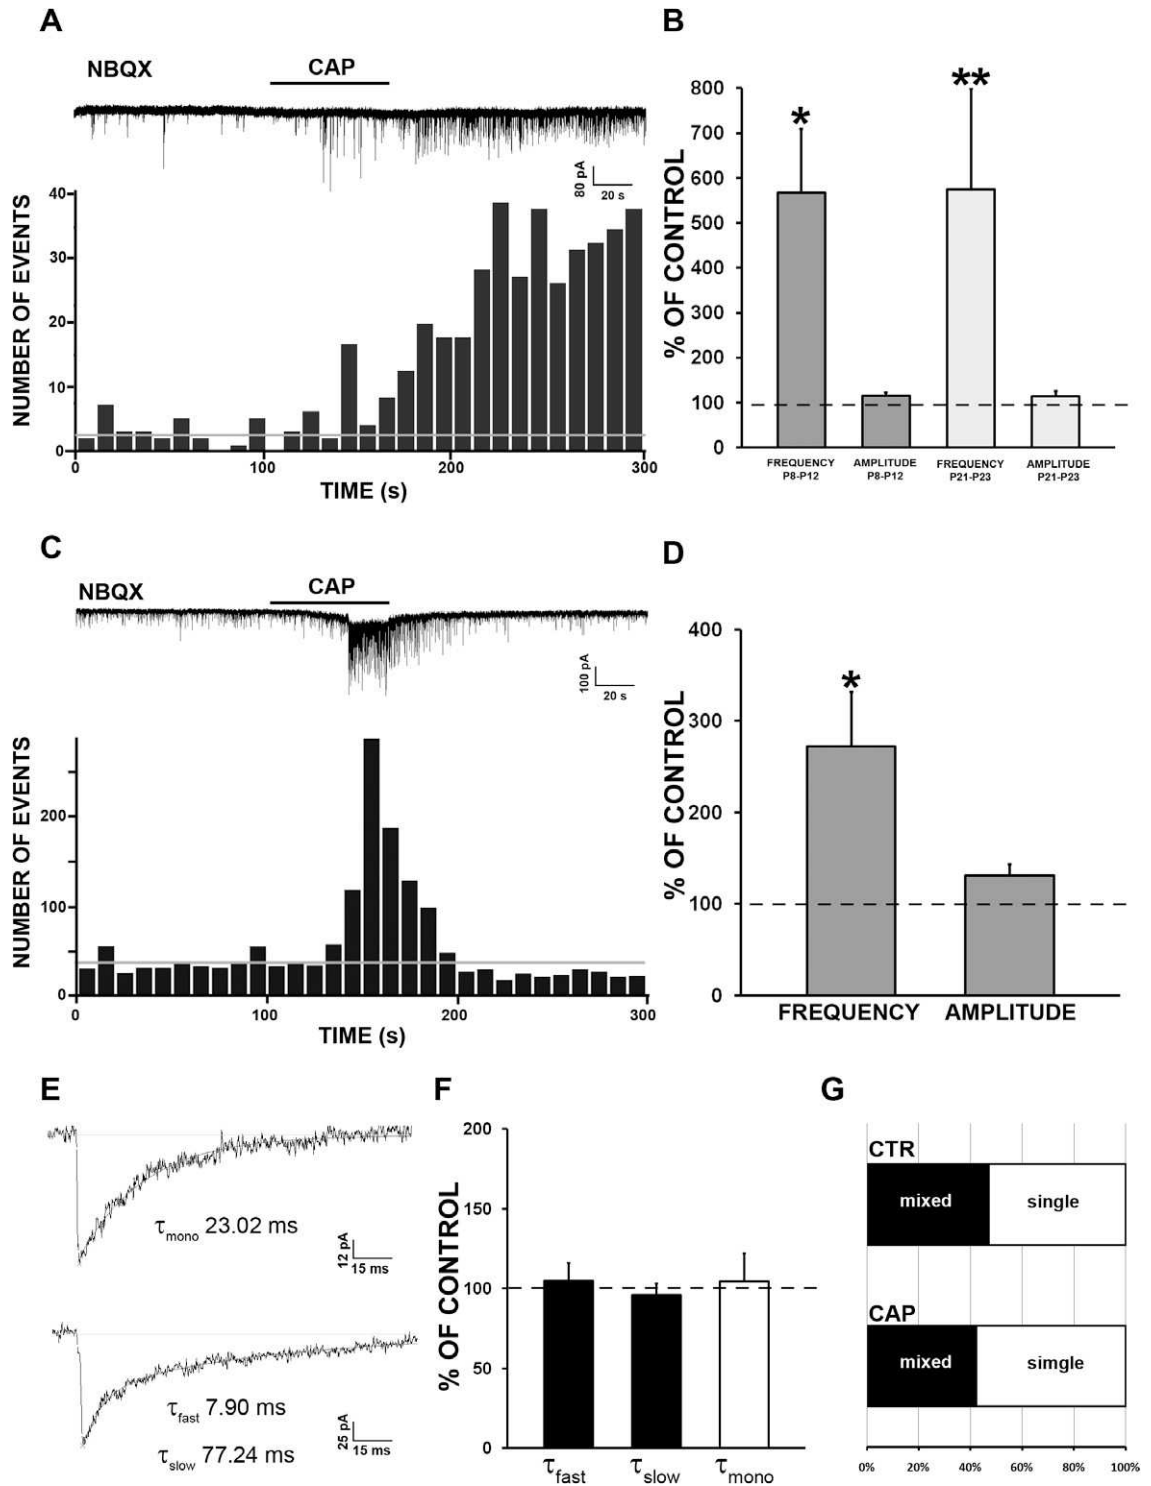 A
NBQX
CAP
80 pA
20 s
NUMBER OF EVENTS
40
30
20
10
0
0
100
200
300
TIME (s)
B
% OF CONTROL
800
700
600
500
400
300
200
100
0
*
**
FREQUENCY
P8-P12
AMPLITUDE
P8-P12
FREQUENCY
P21-P23
AMPLITUDE
P21-P23
C
NBQX
CAP
100 pA
20 s
NUMBER OF EVENTS
200
100
0
0
100
200
300
TIME (s)
D
% OF CONTROL
400
300
200
100
0
*
FREQUENCY
AMPLITUDE
E
τmono 23.02 ms
12 pA
15 ms
τfast 7.90 ms
τslow 77.24 ms
25 pA
15 ms
F
% OF CONTROL
200
150
100
50
0
τfast
τslow
τmono
G
CTR
mixed
single
CAP
mixed
simgle
0%
20%
40%
60%
80%
100%